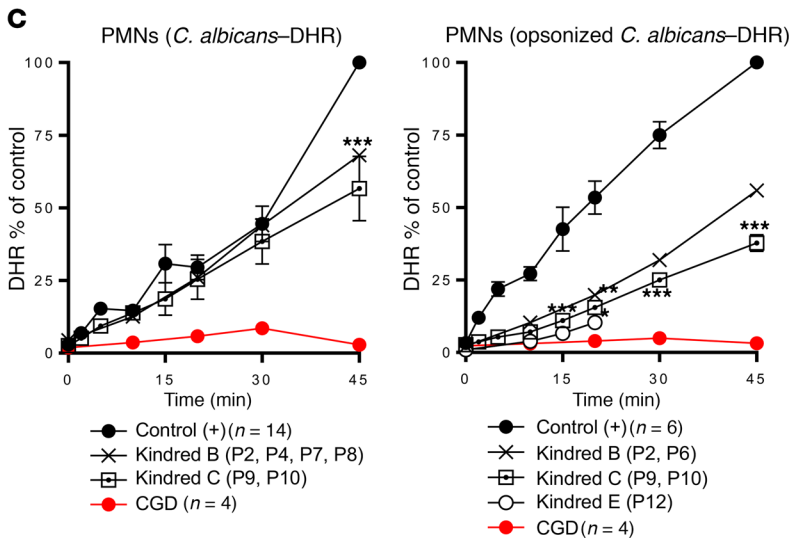 C
PMNs (C. albicans–DHR)
DHR % of control
100
75
50
25
0
***
0
15
30
45
Time (min)
Control (+) (n = 14)
Kindred B (P2, P4, P7, P8)
Kindred C (P9, P10)
CGD (n = 4)
PMNs (opsonized C. albicans–DHR)
DHR % of control
100
75
50
25
0
***
**
*
***
***
0
15
30
45
Time (min)
Control (+) (n = 6)
Kindred B (P2, P6)
Kindred C (P9, P10)
Kindred E (P12)
CGD (n = 4)